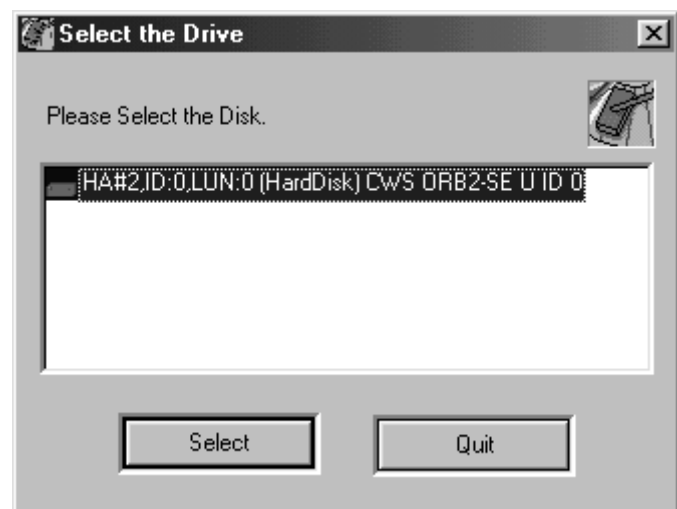 Select the Drive
Please Select the Disk.
HA#2,ID:0,LUN:0 (HardDisk) CWS ORB2-SE U ID 0
Select
Quit